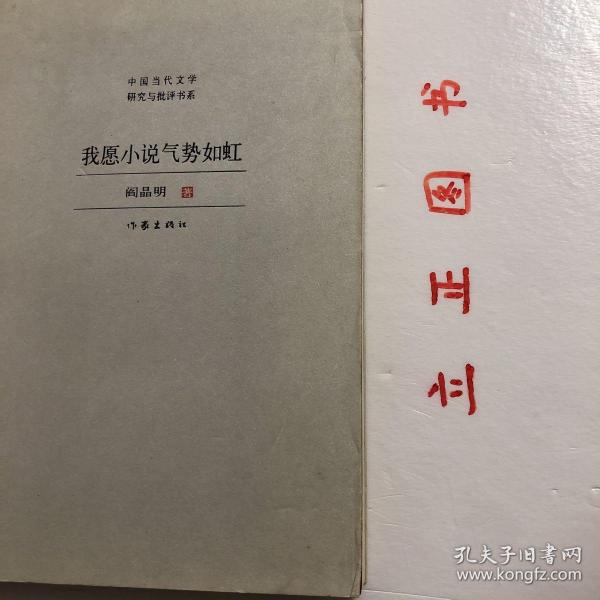 中国当代文学
研究与批评书系
我愿小说气势如虹
阎晶明 著
作家出版社
立正图书
孔夫子旧书网
www.kongfz.com